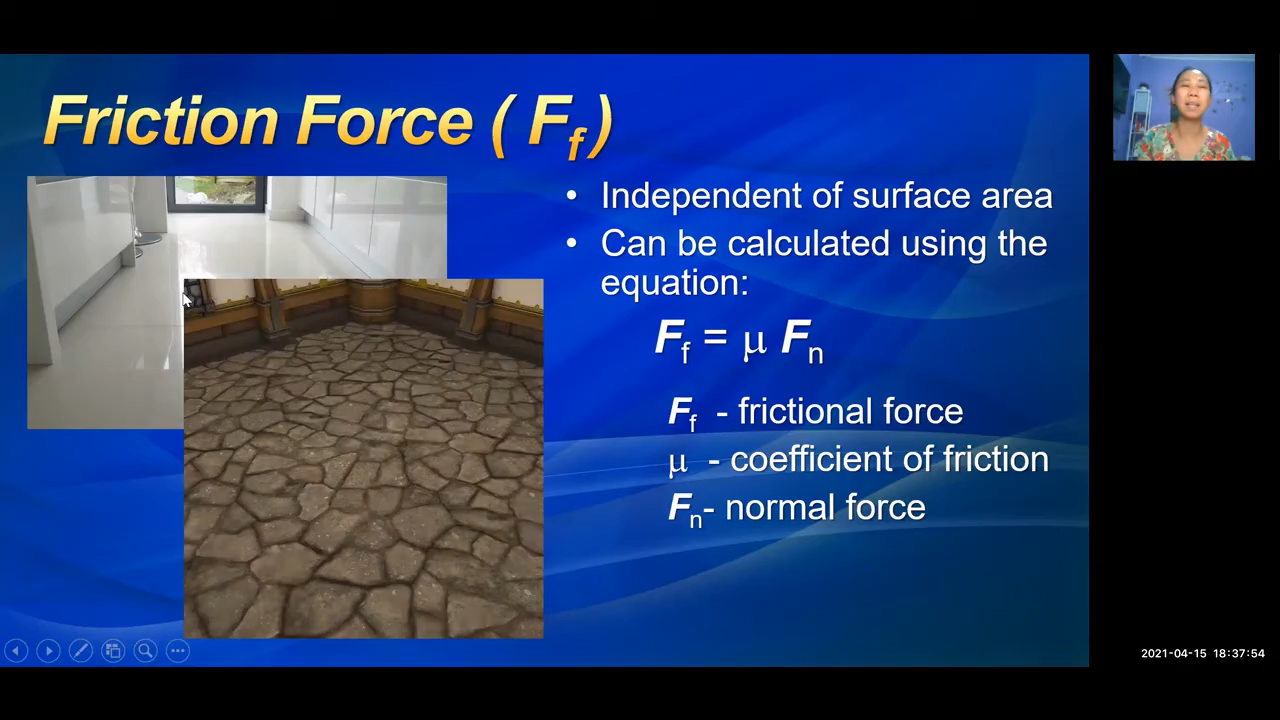 Friction Force ( Ff )
• Independent of surface area
• Can be calculated using the
equation:
Ff = μ Fn
Ff - frictional force
μ - coefficient of friction
Fn- normal force
2021-04-15 18:37:54